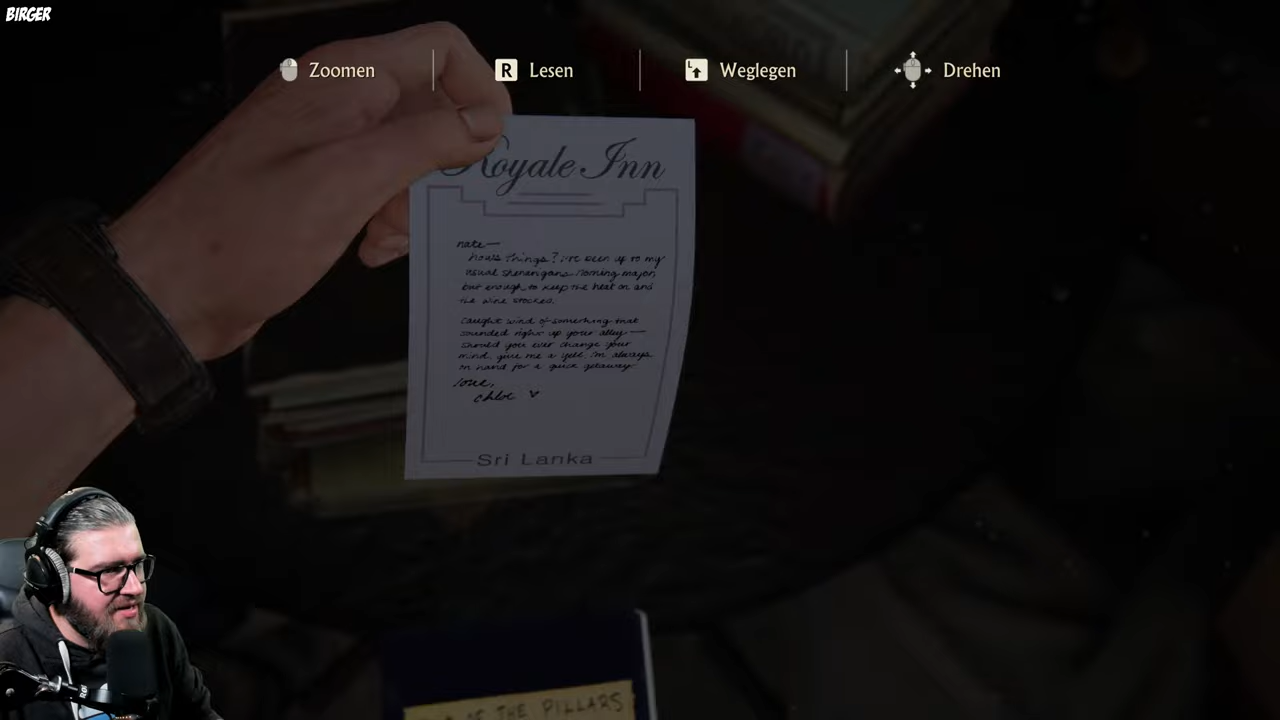 BIRGER
Zoomen
R Lesen
Weglegen
Drehen
Royale Inn
nate—
how's things? i've been up to my
usual shenanigans. noming major,
but enough to keep the heat on and
the wine stocked.
caught wind of something that
sounded right up your alley—
should you ever change your
mind, give me a yell. i'm always
on hand for a quick getaway.
love,
chloe
Sri Lanka
OF THE PILLARS